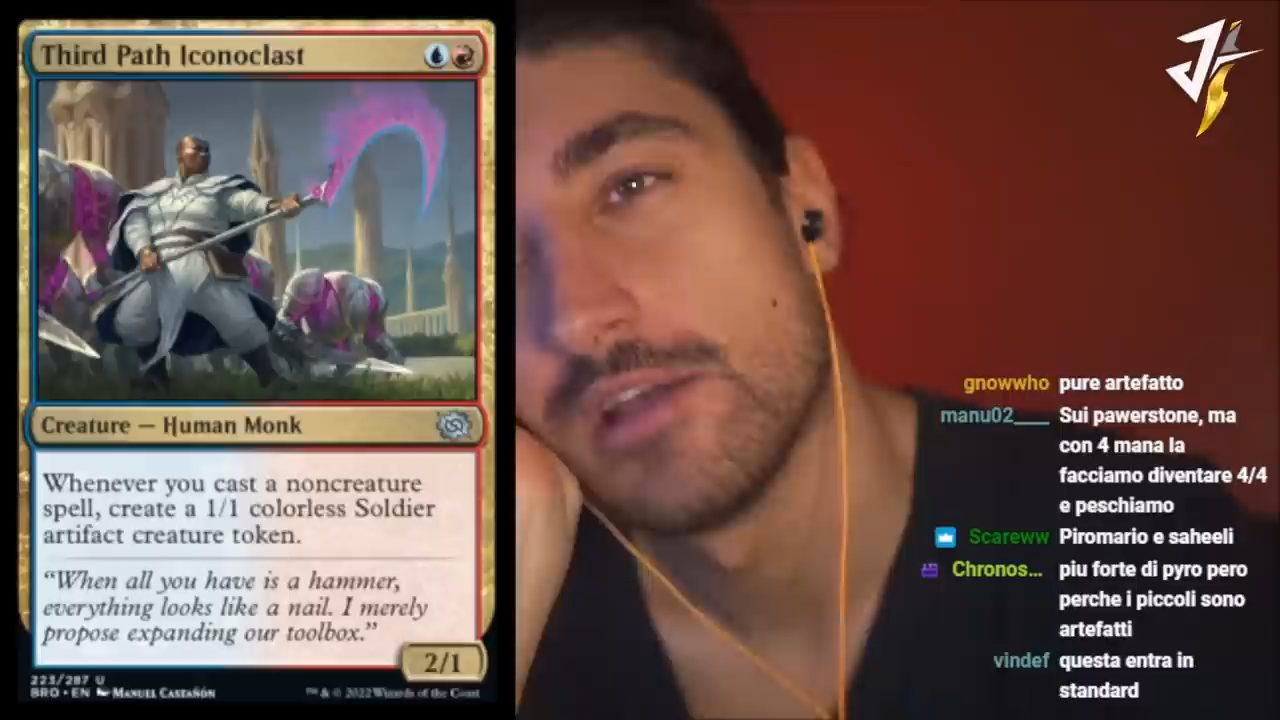 Third Path Iconoclast
Creature — Human Monk
Whenever you cast a noncreature
spell, create a 1/1 colorless Soldier
artifact creature token.
“When all you have is a hammer,
everything looks like a nail. I merely
propose expanding our toolbox.”
2/1
223/287 U
BRO • EN MANUEL CASTAÑÓN
™ & © 2022 Wizards of the Coast
gnowwho pure artefatto
manu02___ Sui pawerstone, ma
con 4 mana la
facciamo diventare 4/4
e peschiamo
Scareww Piromario e saheeli
Chronos... piu forte di pyro pero
perche i piccoli sono
artefatti
vindef questa entra in
standard